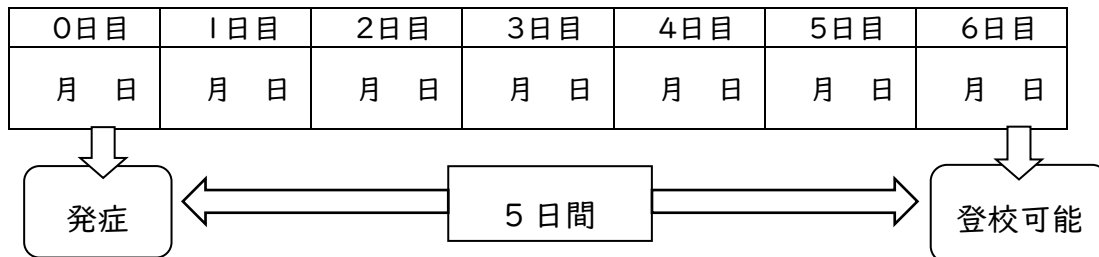 0日目 1日目 2日目 3日目 4日目 5日目 6日目
月 日 月 日 月 日 月 日 月 日 月 日 月 日
発症 5日間 登校可能